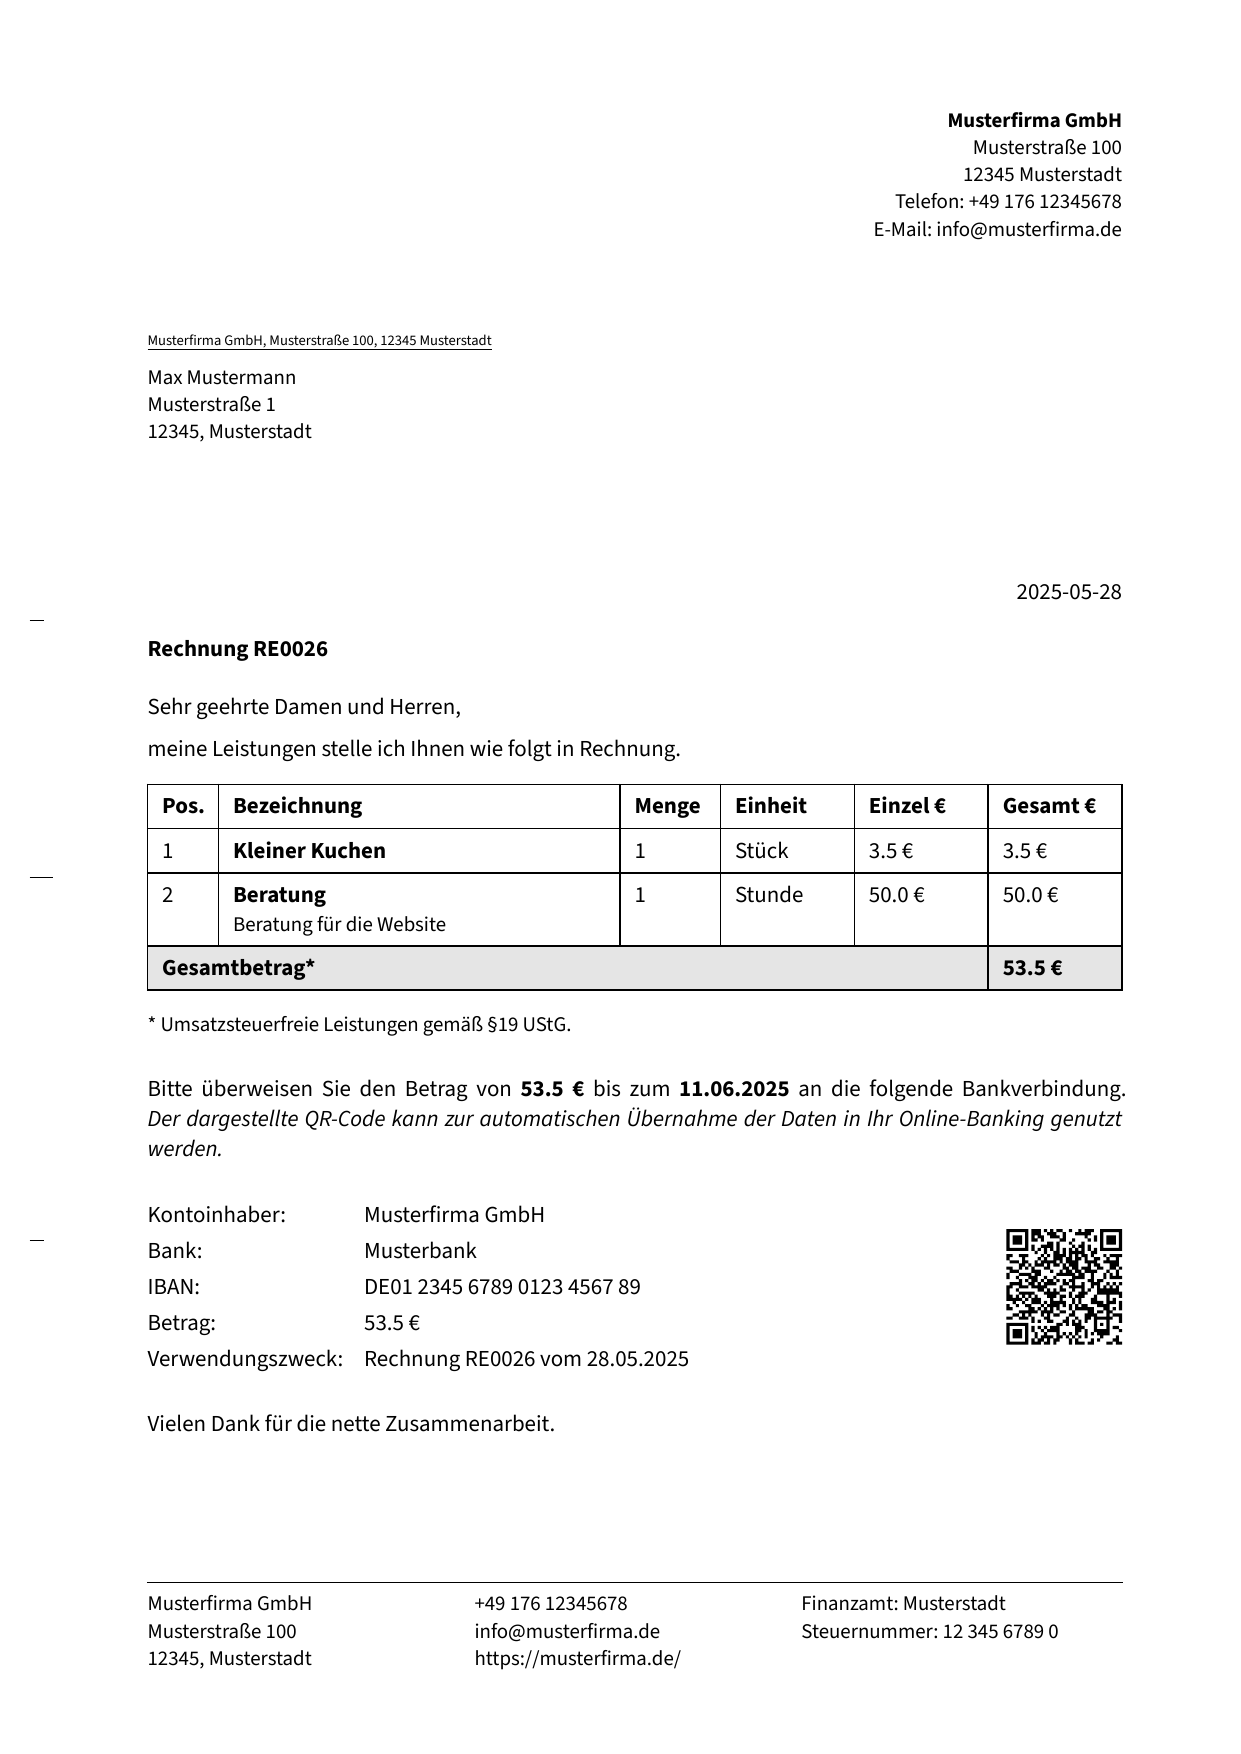 Musterfirma GmbH
Musterstraße 100
12345 Musterstadt
Telefon: +49 176 12345678
E-Mail: info@musterfirma.de
Musterfirma GmbH, Musterstraße 100, 12345 Musterstadt
Max Mustermann
Musterstraße 1
12345, Musterstadt
2025-05-28
Rechnung RE0026
Sehr geehrte Damen und Herren,
meine Leistungen stelle ich Ihnen wie folgt in Rechnung.
Pos. Bezeichnung Menge Einheit Einzel € Gesamt €
1 Kleiner Kuchen 1 Stück 3.5 € 3.5 €
2 Beratung 1 Stunde 50.0 € 50.0 €
Beratung für die Website
Gesamtbetrag* 53.5 €
* Umsatzsteuerfreie Leistungen gemäß §19 UStG.
Bitte überweisen Sie den Betrag von 53.5 € bis zum 11.06.2025 an die folgende Bankverbindung.
Der dargestellte QR-Code kann zur automatischen Übernahme der Daten in Ihr Online-Banking genutzt
werden.
Kontoinhaber: Musterfirma GmbH
Bank: Musterbank
IBAN: DE01 2345 6789 0123 4567 89
Betrag: 53.5 €
Verwendungszweck: Rechnung RE0026 vom 28.05.2025
Vielen Dank für die nette Zusammenarbeit.
Musterfirma GmbH +49 176 12345678 Finanzamt: Musterstadt
Musterstraße 100 info@musterfirma.de Steuernummer: 12 345 6789 0
12345, Musterstadt https://musterfirma.de/